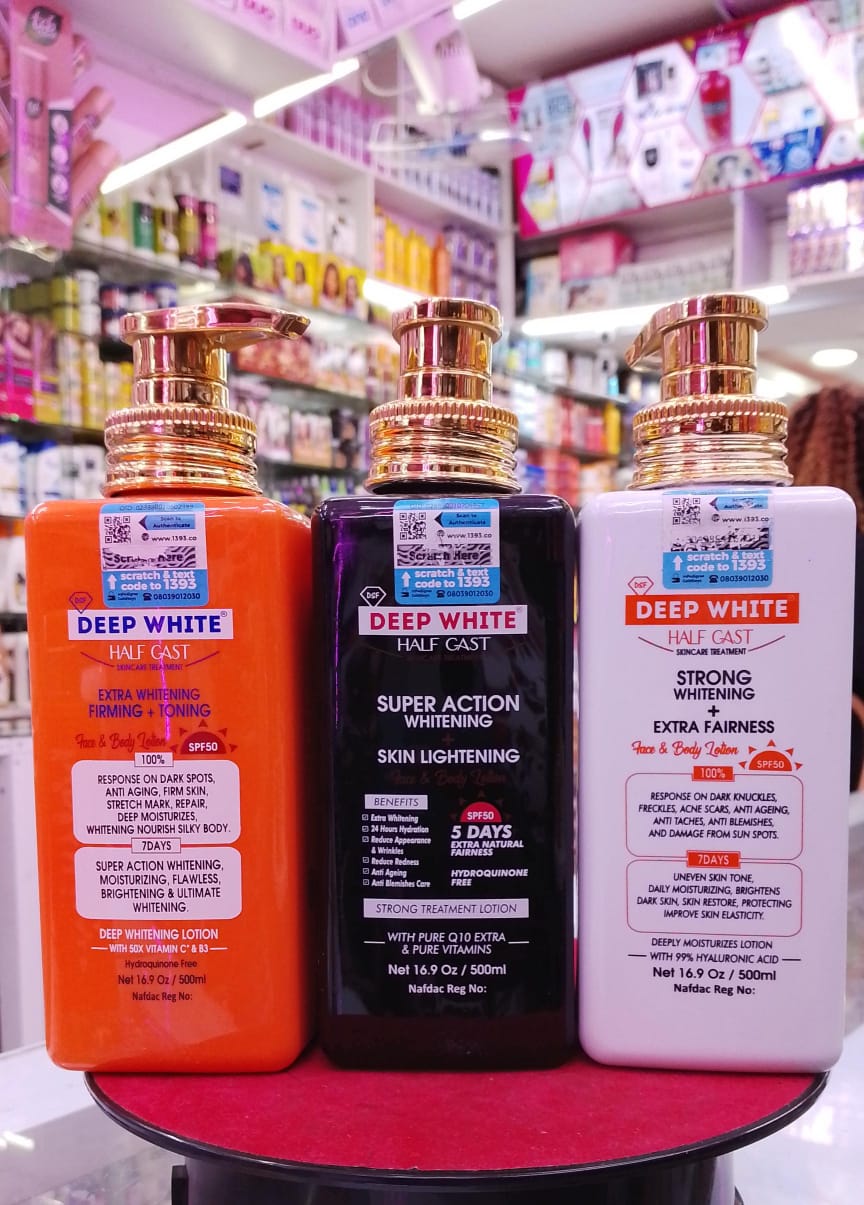 Scan to
Authenticate
www.1393.co
Scratch Here
scratch & text
code to 1393
08039012030
DSF
DEEP WHITE®
HALF GAST
SKINCARE TREATMENT
EXTRA WHITENING
FIRMING + TONING
Face & Body Lotion
SPF50
100%
RESPONSE ON DARK SPOTS,
ANTI AGING, FIRM SKIN,
STRETCH MARK, REPAIR,
DEEP MOISTURIZES,
WHITENING NOURISH SILKY BODY.
7DAYS
SUPER ACTION WHITENING,
MOISTURIZING, FLAWLESS,
BRIGHTENING & ULTIMATE
WHITENING.
DEEP WHITENING LOTION
WITH 50X VITAMIN C+ & B3
Hydroquinone Free
Net 16.9 Oz / 500ml
Nafdac Reg No:
Scan to
Authenticate
www.1393.co
Scratch Here
scratch & text
code to 1393
08039012030
DSF
DEEP WHITE®
HALF GAST
SKINCARE TREATMENT
SUPER ACTION
WHITENING
+
SKIN LIGHTENING
Face & Body Lotion
BENEFITS
Extra Whitening
24 Hours Hydration
Reduce Appearance
& Wrinkles
Reduce Redness
Anti Ageing
Anti Blemishes Care
SPF50
5 DAYS
EXTRA NATURAL
FAIRNESS
HYDROQUINONE
FREE
STRONG TREATMENT LOTION
WITH PURE Q10 EXTRA
& PURE VITAMINS
Net 16.9 Oz / 500ml
Nafdac Reg No:
Scan to
Authenticate
www.1393.co
scratch & text
code to 1393
08039012030
DSF
DEEP WHITE®
HALF GAST
SKINCARE TREATMENT
STRONG
WHITENING
+
EXTRA FAIRNESS
Face & Body Lotion
SPF50
100%
RESPONSE ON DARK KNUCKLES,
FRECKLES, ACNE SCARS, ANTI AGEING,
ANTI TACHES, ANTI BLEMISHES,
AND DAMAGE FROM SUN SPOTS.
7DAYS
UNEVEN SKIN TONE,
DAILY MOISTURIZING, BRIGHTENS
DARK SKIN, SKIN RESTORE, PROTECTING
IMPROVE SKIN ELASTICITY.
DEEPLY MOISTURIZES LOTION
WITH 99% HYALURONIC ACID
Net 16.9 Oz / 500ml
Nafdac Reg No: